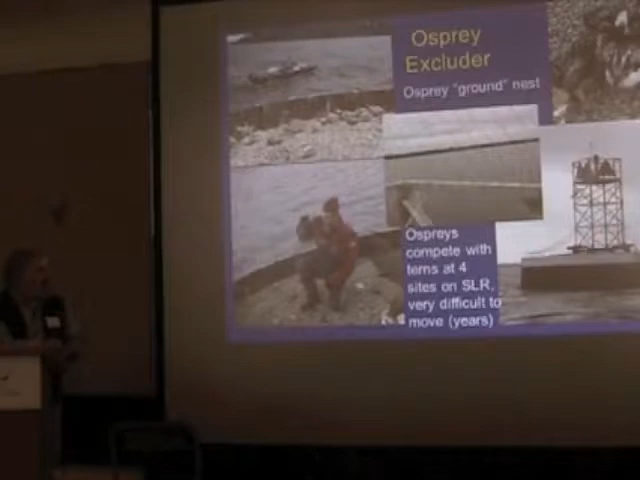 Osprey
Excluder
Osprey "ground" nest
Ospreys
compete with
terns at 4
sites on SLR,
very difficult to
move (years)